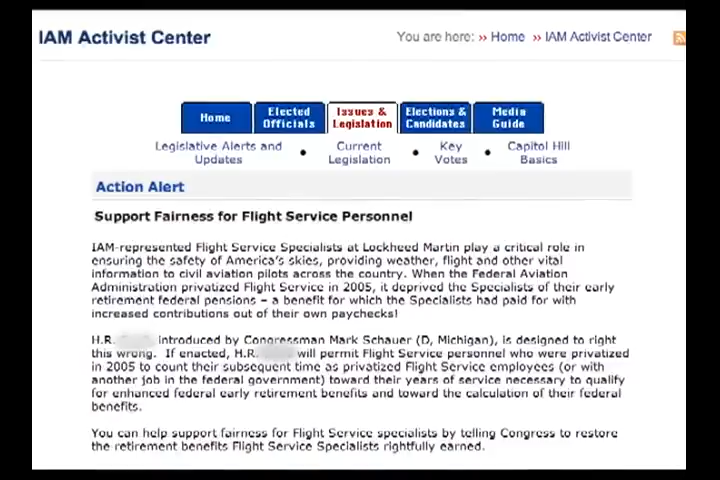 IAM Activist Center
You are here: ›› Home ›› IAM Activist Center
Home
Elected Officials
Issues & Legislation
Elections & Candidates
Media Guide
Legislative Alerts and Updates
•
Current Legislation
•
Key Votes
•
Capitol Hill Basics
Action Alert
Support Fairness for Flight Service Personnel
IAM-represented Flight Service Specialists at Lockheed Martin play a critical role in
ensuring the safety of America's skies, providing weather, flight and other vital
information to civil aviation pilots across the country. When the Federal Aviation
Administration privatized Flight Service in 2005, it deprived the Specialists of their early
retirement federal pensions – a benefit for which the Specialists had paid for with
increased contributions out of their own paychecks!
H.R. introduced by Congressman Mark Schauer (D, Michigan), is designed to right
this wrong. If enacted, H.R. will permit Flight Service personnel who were privatized
in 2005 to count their subsequent time as privatized Flight Service employees (or with
another job in the federal government) toward their years of service necessary to qualify
for enhanced federal early retirement benefits and toward the calculation of their federal
benefits.
You can help support fairness for Flight Service specialists by telling Congress to restore
the retirement benefits Flight Service Specialists rightfully earned.